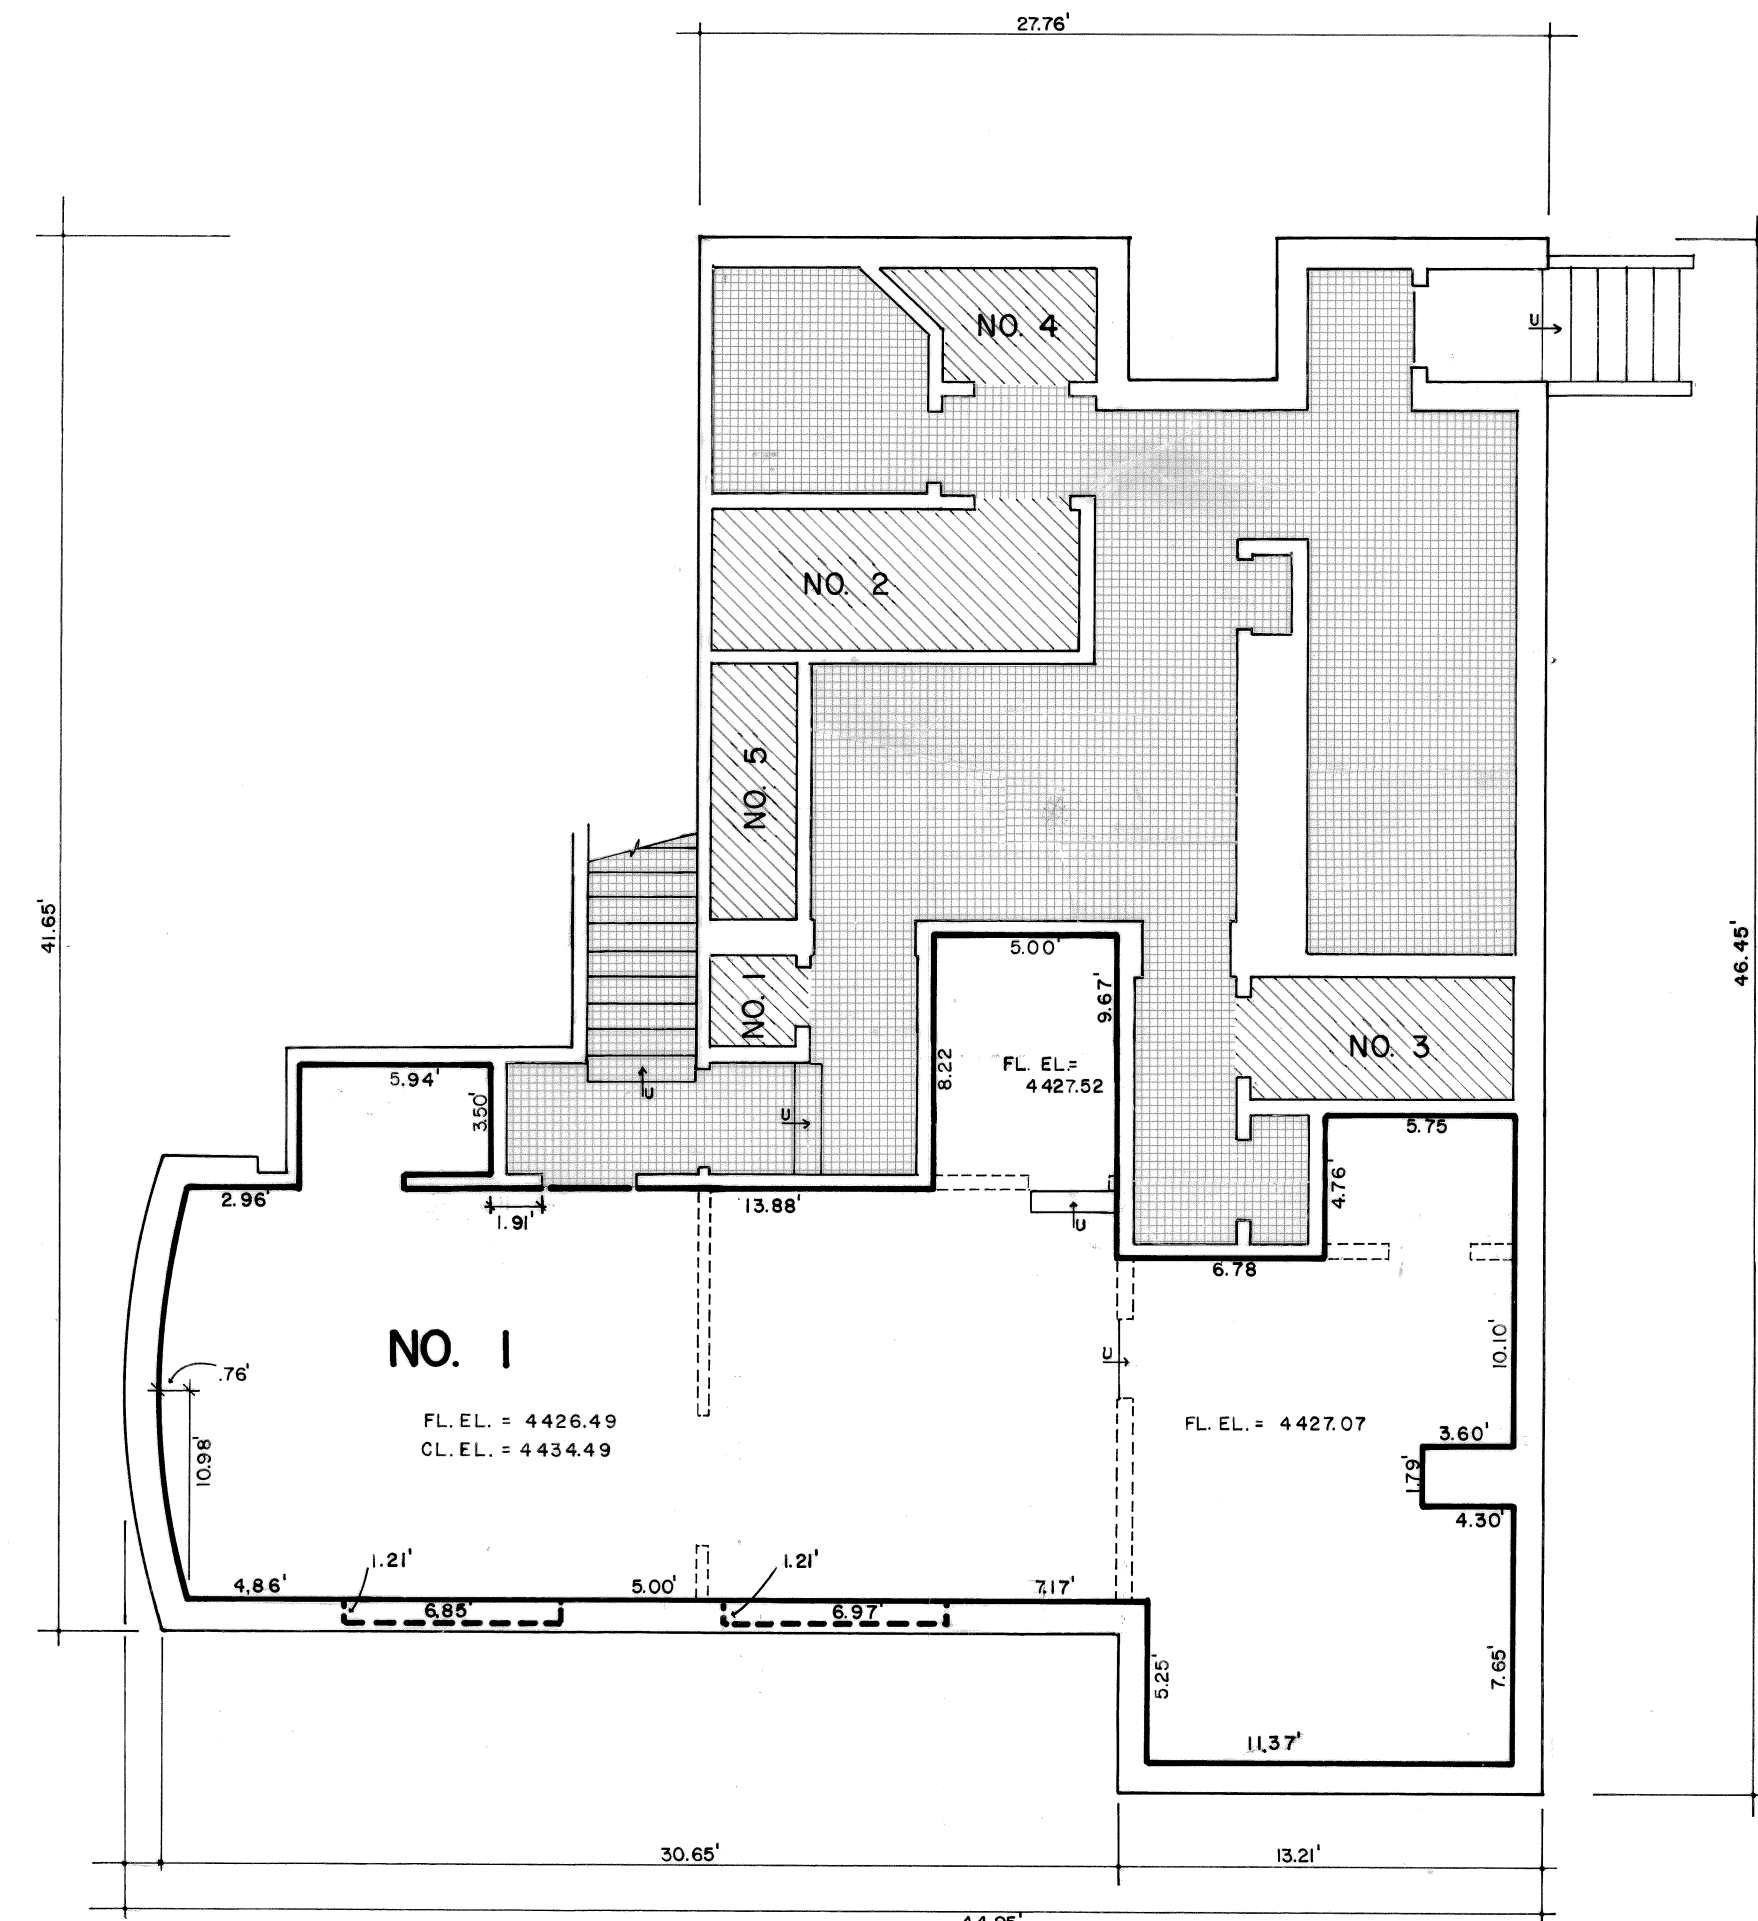 27.76'
NO. 4
U
NO. 2
NO. 5
41.65'
46.45'
5.00'
9.67'
NO. 1
NO. 3
8.22
FL. EL.=
4427.52
5.94'
U
3.50'
U
5.75
4.76'
2.96'
1.91'
13.88'
U
6.78
NO. 1
10.10'
.76'
U
FL. EL. = 4426.49
CL. EL. = 4434.49
FL. EL. = 4427.07
3.60'
10.98'
1.79'
4.30'
1.21'
1.21'
4.86'
5.00'
7.17'
6.85'
6.97'
5.25'
7.65'
11.37'
30.65'
13.21'